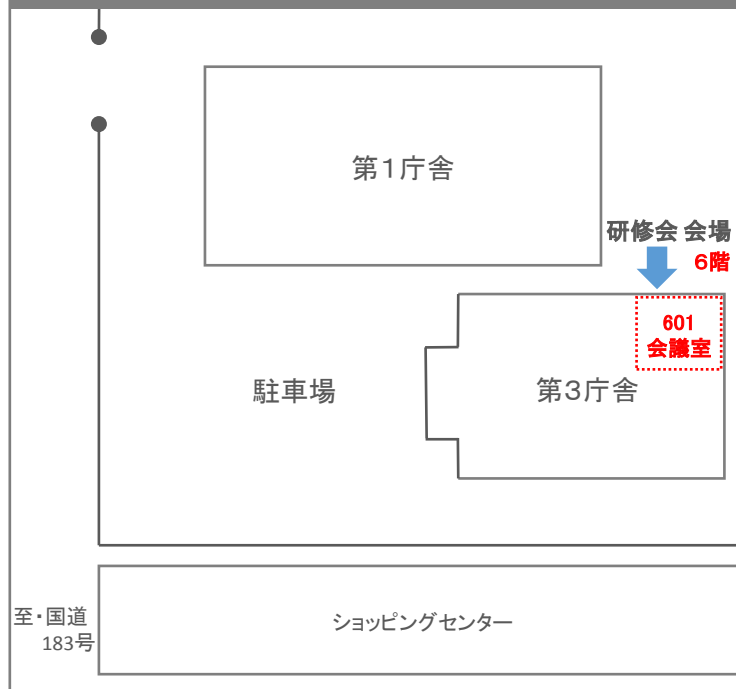 第1庁舎
研修会 会場
6階
601
会議室
駐車場
第3庁舎
至・国道
183号
ショッピングセンター